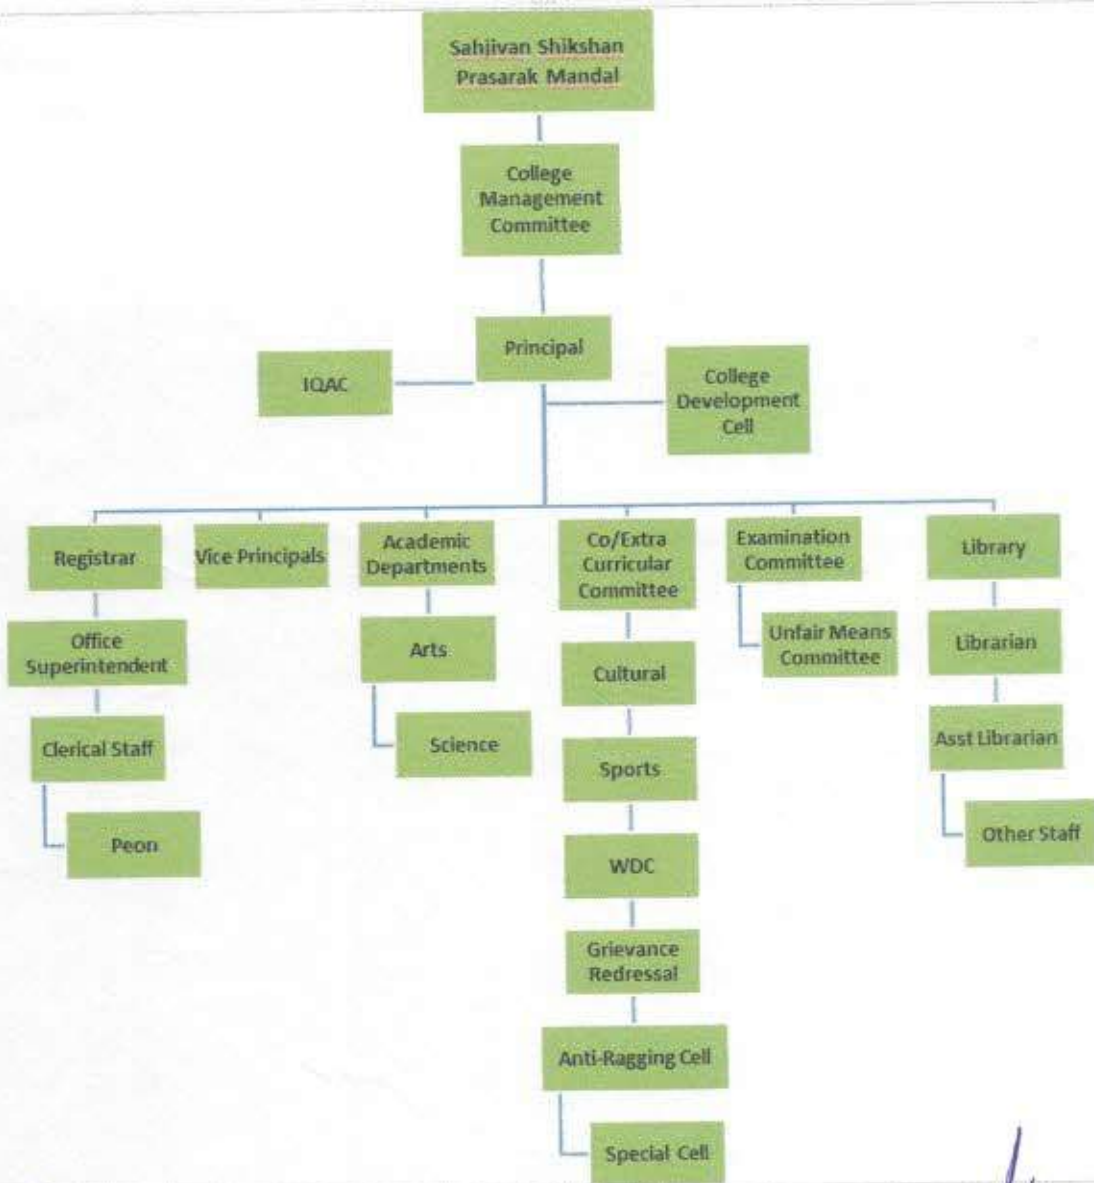 Sahjivan Shikshan
Prasarak Mandal
College
Management
Committee
Principal
IQAC
College
Development
Cell
Registrar
Vice Principals
Academic
Departments
Co/Extra
Curricular
Committee
Examination
Committee
Library
Office
Superintendent
Arts
Cultural
Unfair Means
Committee
Librarian
Clerical Staff
Science
Sports
Asst Librarian
Peon
WDC
Other Staff
Grievance
Redressal
Anti-Ragging Cell
Special Cell